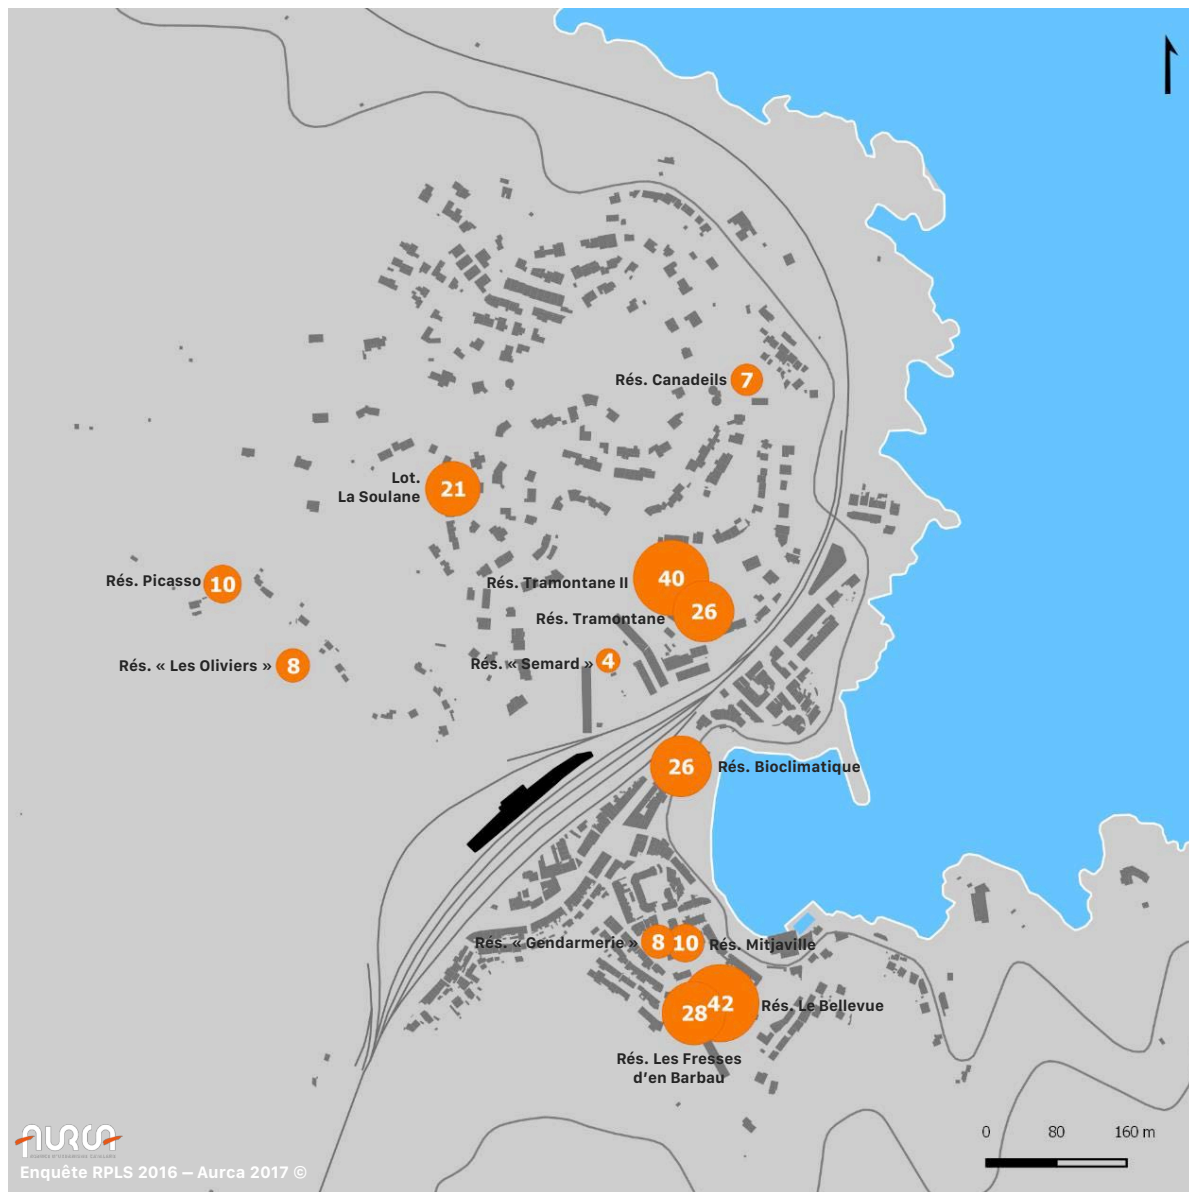 Rés. Canadeils
7
Lot.
La Soulane
21
Rés. Picasso
10
Rés. Tramontane II
40
Rés. Tramontane
26
Rés. « Les Oliviers »
8
Rés. « Semard »
4
26
Rés. Bioclimatique
Rés. « Gendarmerie »
8
10
Rés. Mitjaville
28
42
Rés. Le Bellevue
Rés. Les Fresses
d'en Barbau
0 80 160 m
aurca
Enquête RPLS 2016 – Aurca 2017 ©